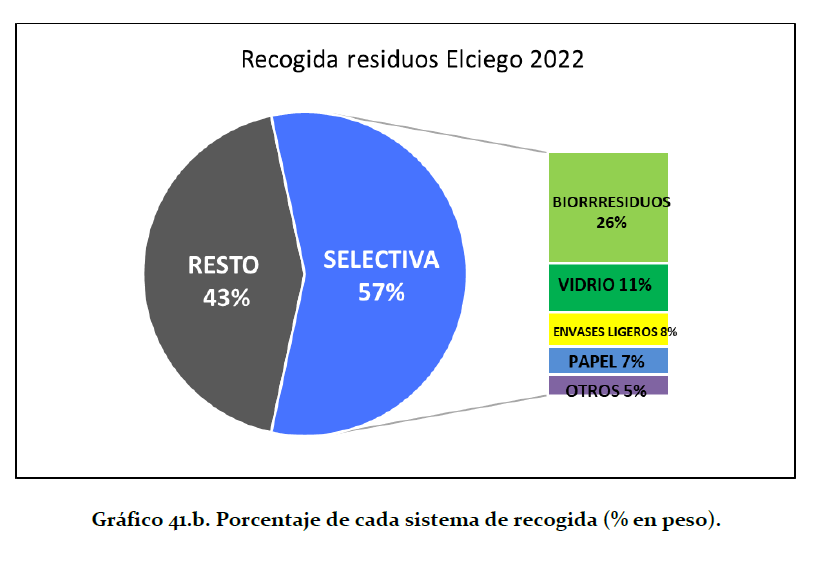 Recogida residuos Elciego 2022
RESTO
43%
SELECTIVA
57%
BIORRRESIDUOS
26%
VIDRIO 11%
ENVASES LIGEROS 8%
PAPEL 7%
OTROS 5%
Gráfico 41.b. Porcentaje de cada sistema de recogida (% en peso).